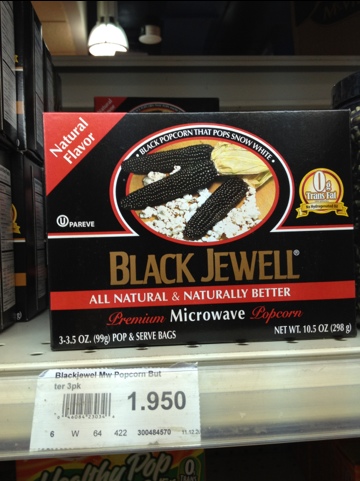 Natural
Flavor
• BLACK POPCORN THAT POPS SNOW WHITE •
0g
Trans Fat
U PAREVE
BLACK JEWELL®
ALL NATURAL & NATURALLY BETTER
Premium Microwave Popcorn
3-3.5 OZ. (99g) POP & SERVE BAGS
NET WT. 10.5 OZ (298 g)
Blackjewel Mw Popcorn But
ter 3pk
1.950
6 W 64 422 300484570
Healthy Pop